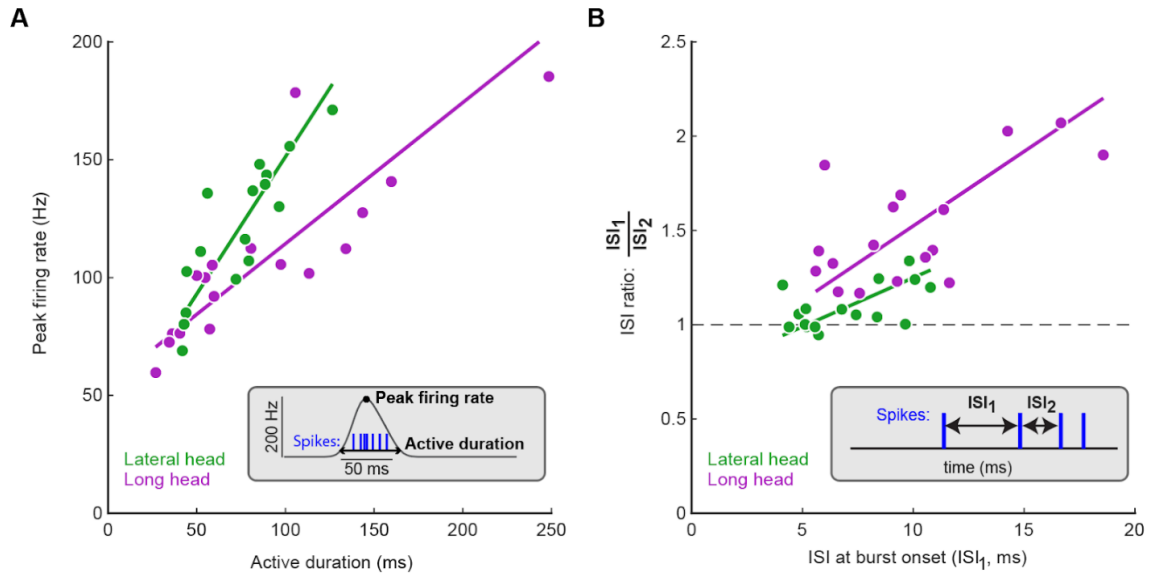 A
200
150
100
50
0
Peak firing rate (Hz)
0 50 100 150 200 250
Active duration (ms)
Lateral head
Long head
200 Hz
Peak firing rate
Spikes:
Active duration
50 ms
B
2.5
2
1.5
1
0.5
0
ISI ratio: ISI1
ISI2
0 5 10 15 20
ISI at burst onset (ISI1, ms)
Lateral head
Long head
Spikes:
ISI1 ISI2
time (ms)